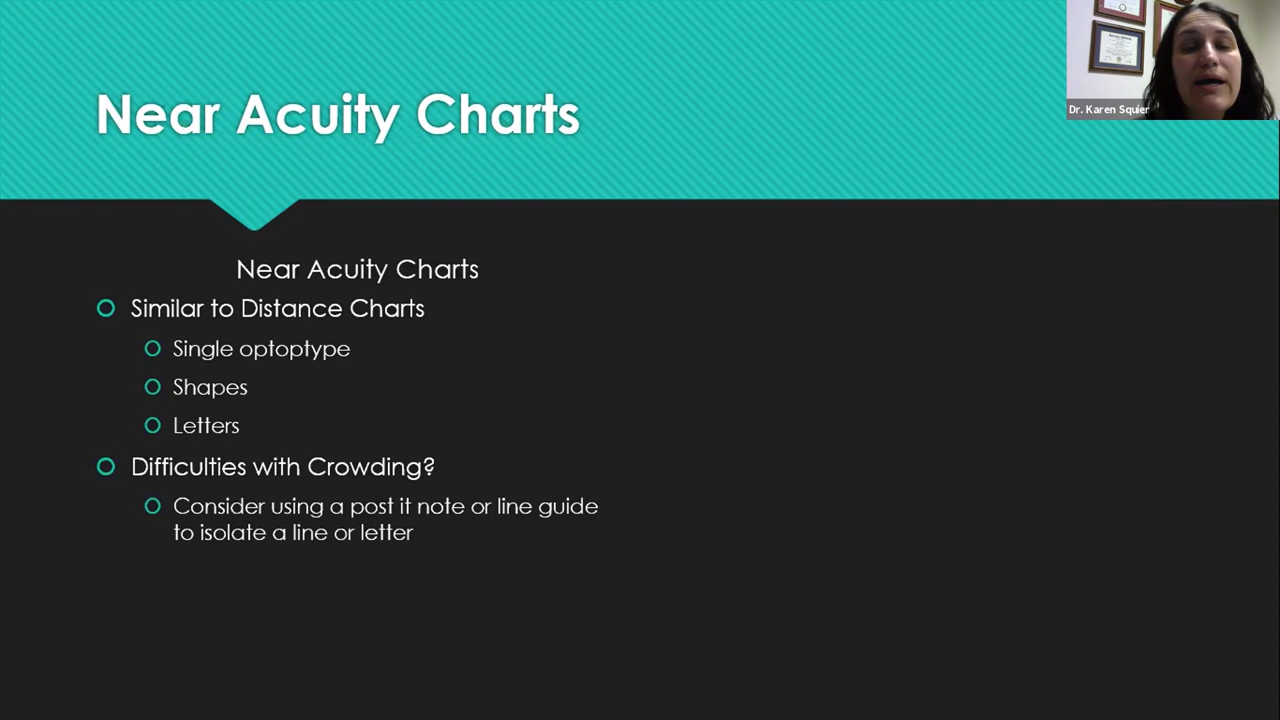 Near Acuity Charts
Dr. Karen Squier
Near Acuity Charts
Similar to Distance Charts
Single optoptype
Shapes
Letters
Difficulties with Crowding?
Consider using a post it note or line guide
to isolate a line or letter